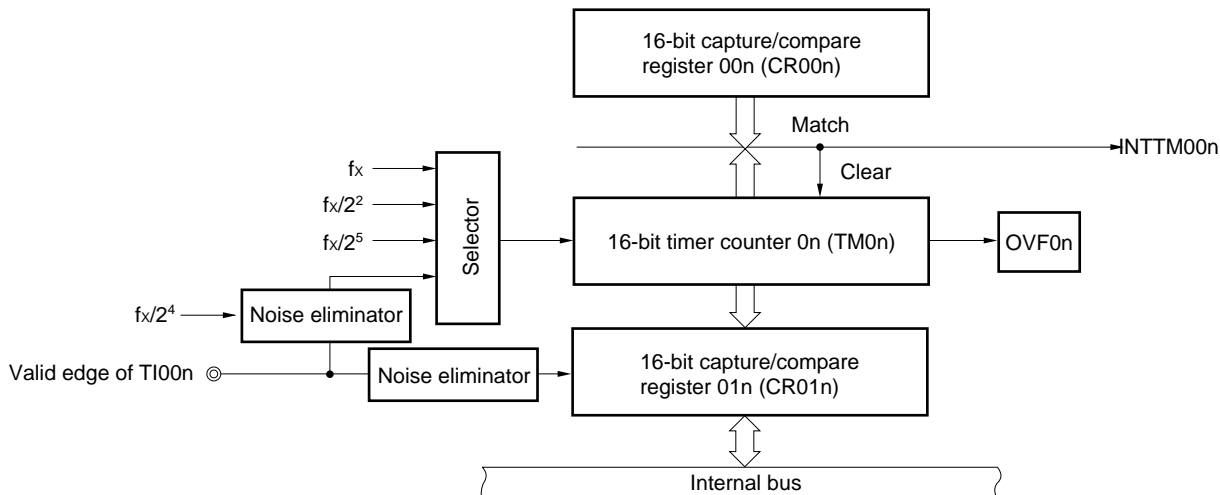 16-bit capture/compare
register 00n (CR00n)
Match
INTTM00n
fX
Clear
fX/2²
fX/2⁵
Selector
16-bit timer counter 0n (TM0n)
OVF0n
fX/2⁴
Noise eliminator
Valid edge of TI00n
Noise eliminator
16-bit capture/compare
register 01n (CR01n)
Internal bus